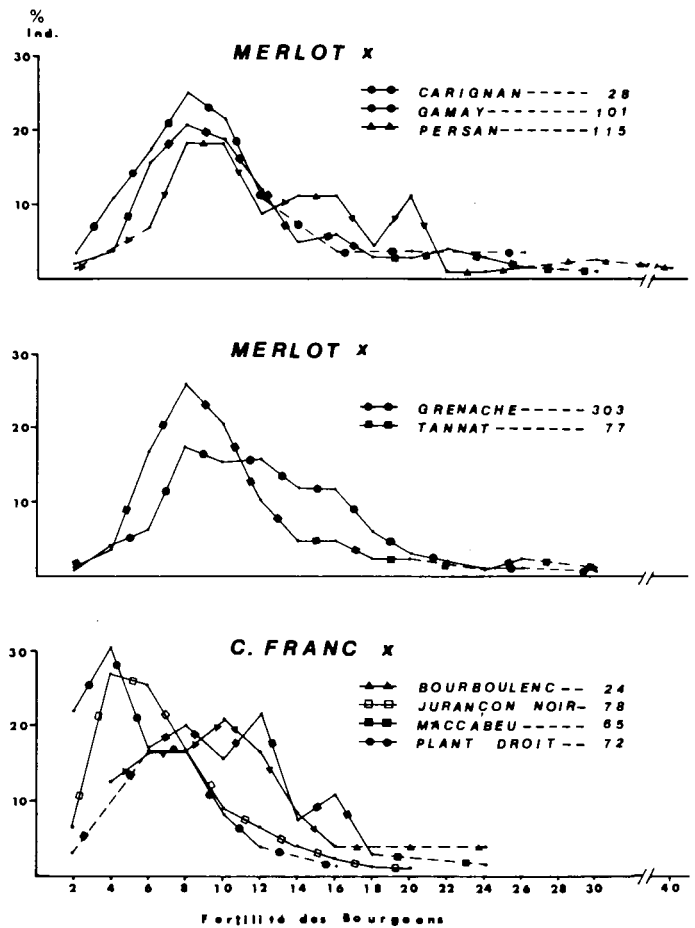 %
Ind.
MERLOT x
30
20
10
CARIGNAN----- 28
GAMAY-------- 101
PERSAN-------115
MERLOT x
30
20
10
GRENACHE-----303
TANNAT------- 77
C. FRANC x
30
20
10
BOURBOULENC-- 24
JURANÇON NOIR- 78
MACCABEU----- 65
PLANT DROIT-- 72
2 4 6 8 10 12 14 16 18 20 22 24 26 28 30 40
Fertilité des Bourgeons